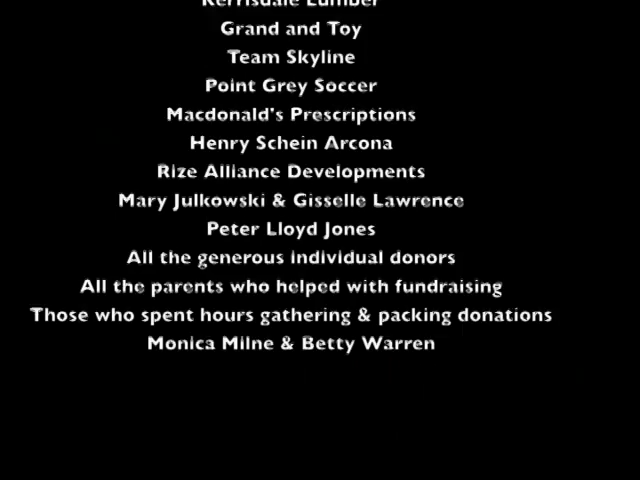 Kerrisdale Lumber
Grand and Toy
Team Skyline
Point Grey Soccer
Macdonald's Prescriptions
Henry Schein Arcona
Rize Alliance Developments
Mary Julkowski & Gisselle Lawrence
Peter Lloyd Jones
All the generous individual donors
All the parents who helped with fundraising
Those who spent hours gathering & packing donations
Monica Milne & Betty Warren